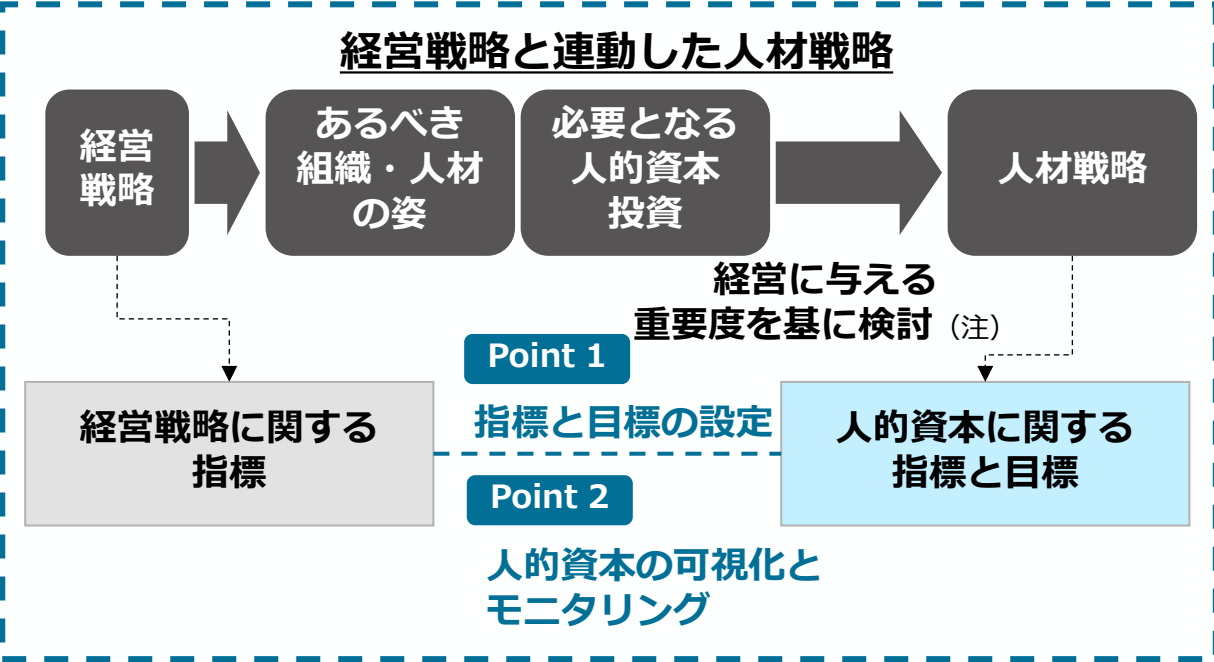 経営戦略と連動した人材戦略
経営
戦略
あるべき
組織・人材
の姿
必要となる
人的資本
投資
人材戦略
経営に与える
重要度を基に検討（注）
Point 1
指標と目標の設定
経営戦略に関する
指標
人的資本に関する
指標と目標
Point 2
人的資本の可視化と
モニタリング